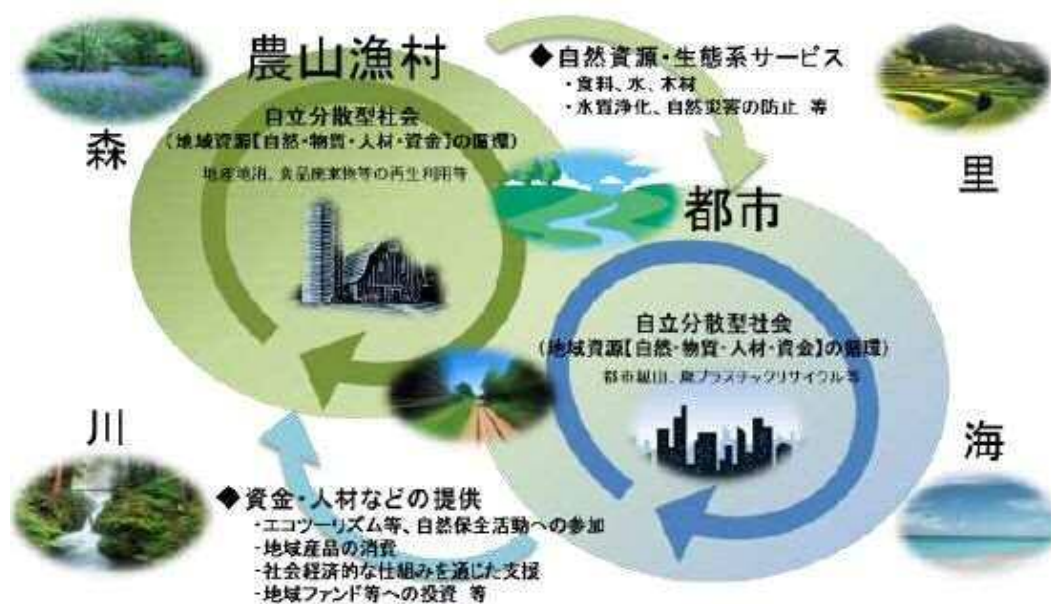 農山漁村
森
自立分散型社会
(地域資源【自然・物質・人材・資金】の循環)
地産地消、食品廃棄物等の再生利用等
◆自然資源・生態系サービス
・食料、水、木材
・水質浄化、自然災害の防止 等
里
都市
自立分散型社会
(地域資源【自然・物質・人材・資金】の循環)
都市鉱山、廃プラスチックリサイクル等
川
海
◆資金・人材などの提供
・エコツーリズム等、自然保全活動への参加
・地域産品の消費
・社会経済的な仕組みを通じた支援
・地域ファンド等への投資 等